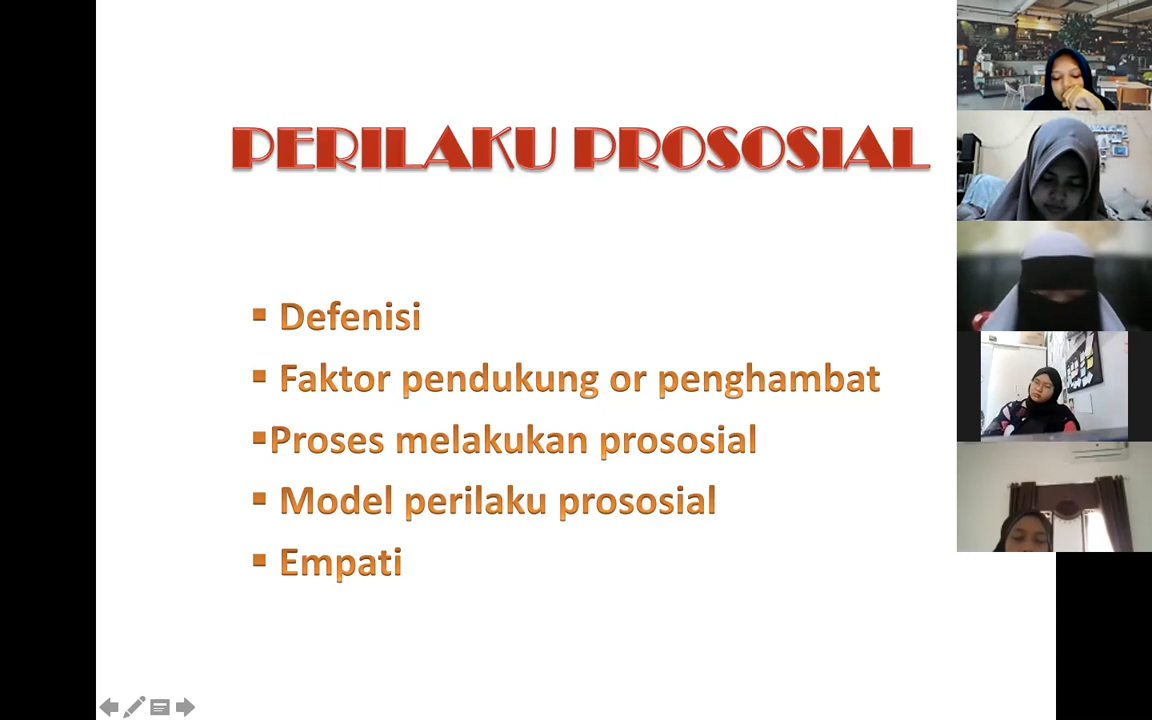 PERILAKU PROSOSIAL
▪ Defenisi
▪ Faktor pendukung or penghambat
▪Proses melakukan prososial
▪ Model perilaku prososial
▪ Empati